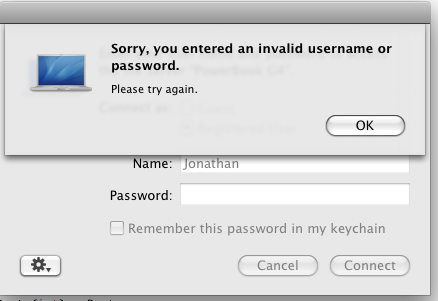 Sorry, you entered an invalid username or
password.
Please try again.
OK
Name: Jonathan
Password:
Remember this password in my keychain
Cancel
Connect